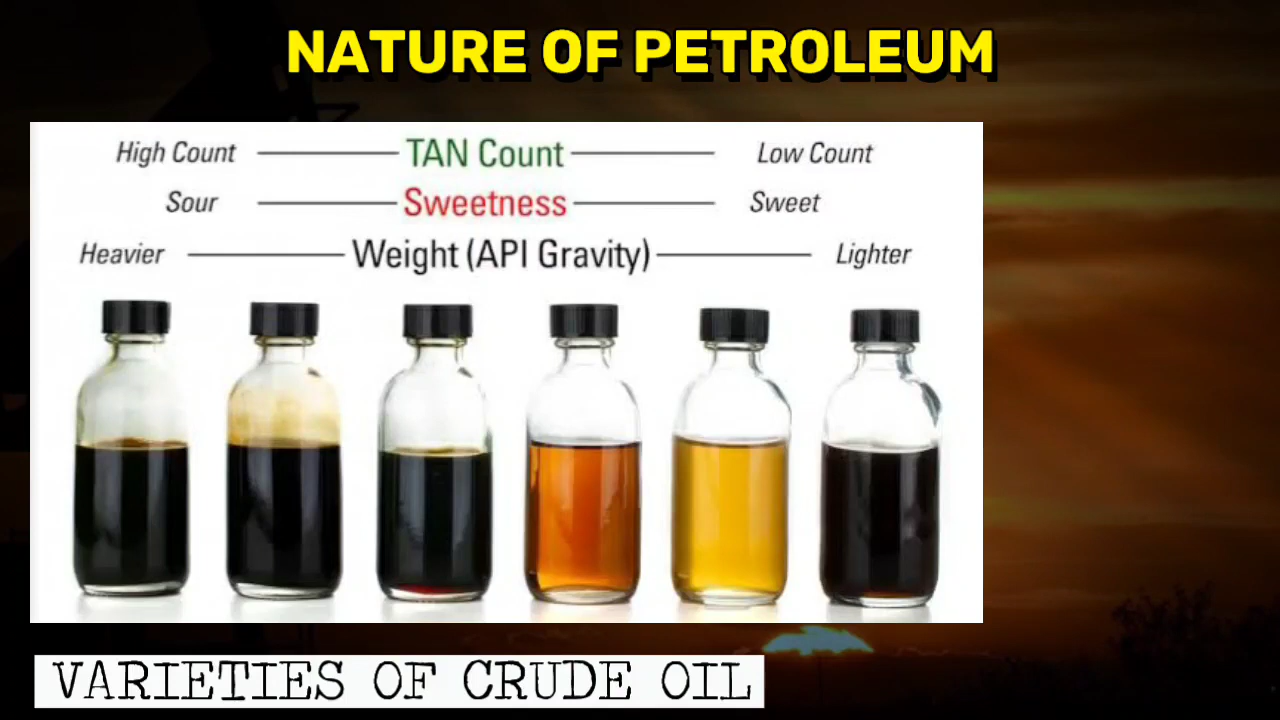 NATURE OF PETROLEUM
High Count TAN Count Low Count
Sour Sweetness Sweet
Heavier Weight (API Gravity) Lighter
VARIETIES OF CRUDE OIL